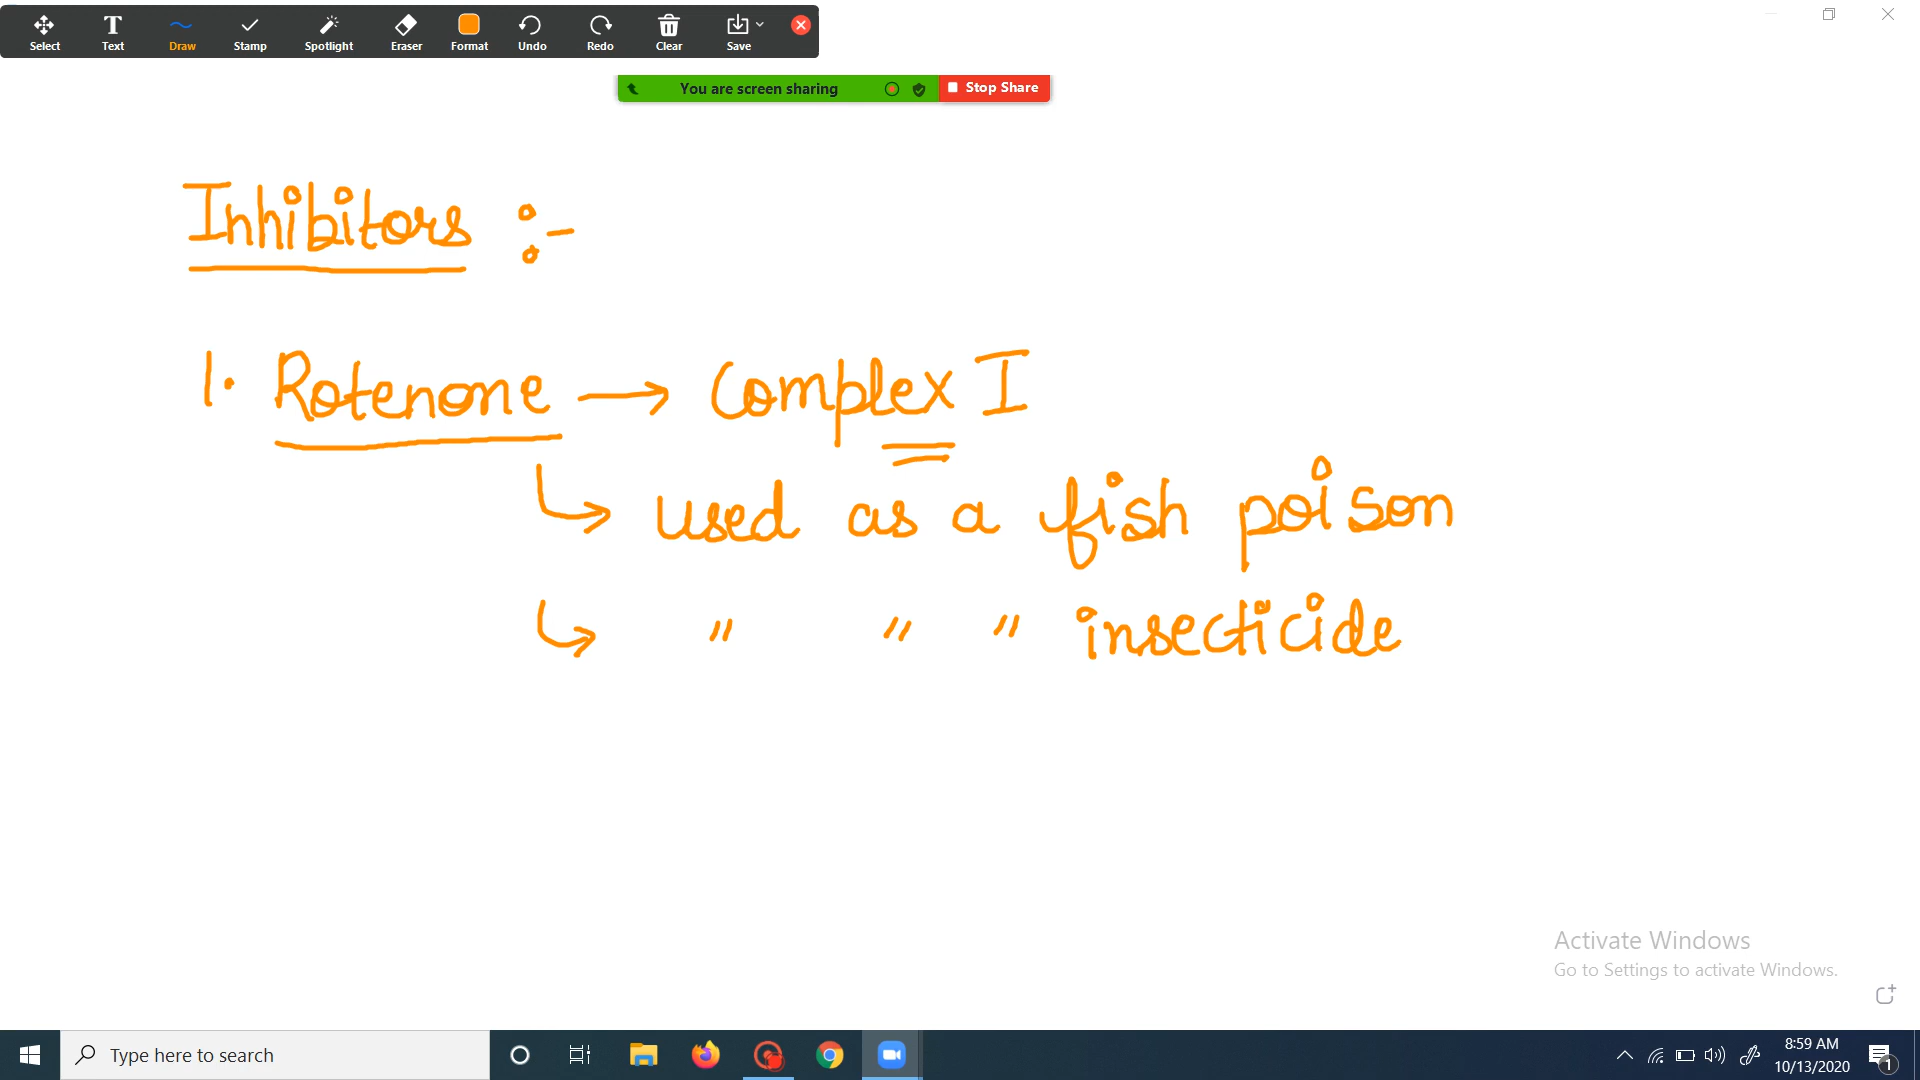 Select Text Draw Stamp Spotlight Eraser Format Undo Redo Clear Save
You are screen sharing Stop Share
Inhibitors :-
1. Rotenone → Complex I
↳ used as a fish poison
↳ " " " insecticide
Activate Windows
Go to Settings to activate Windows.
Type here to search
8:59 AM
10/13/2020
1